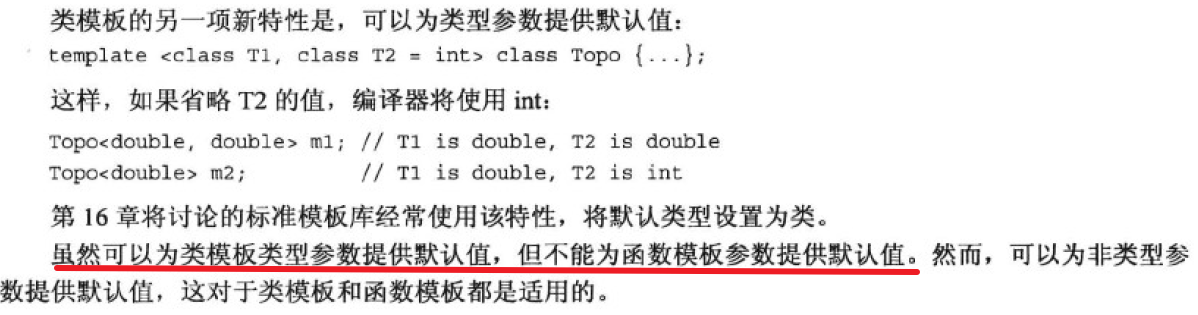 类模板的另一项新特性是，可以为类型参数提供默认值：
template <class T1, class T2 = int> class Topo {...};
这样，如果省略 T2 的值，编译器将使用 int：
Topo<double, double> m1; // T1 is double, T2 is double
Topo<double> m2; // T1 is double, T2 is int
第 16 章将讨论的标准模板库经常使用该特性，将默认类型设置为类。
虽然可以为类模板类型参数提供默认值，但不能为函数模板参数提供默认值。然而，可以为非类型参
数提供默认值，这对于类模板和函数模板都是适用的。